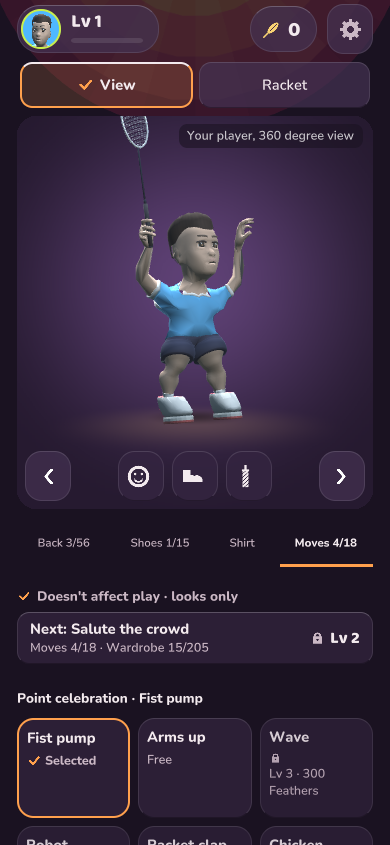 Lv 1
0
View
Racket
Your player, 360 degree view
Back 3/56
Shoes 1/15
Shirt
Moves 4/18
Doesn't affect play · looks only
Next: Salute the crowd
Moves 4/18 · Wardrobe 15/205
Lv 2
Point celebration · Fist pump
Fist pump
Selected
Arms up
Free
Wave
Lv 3 · 300
Feathers
Robot
Racket clap
Chicken